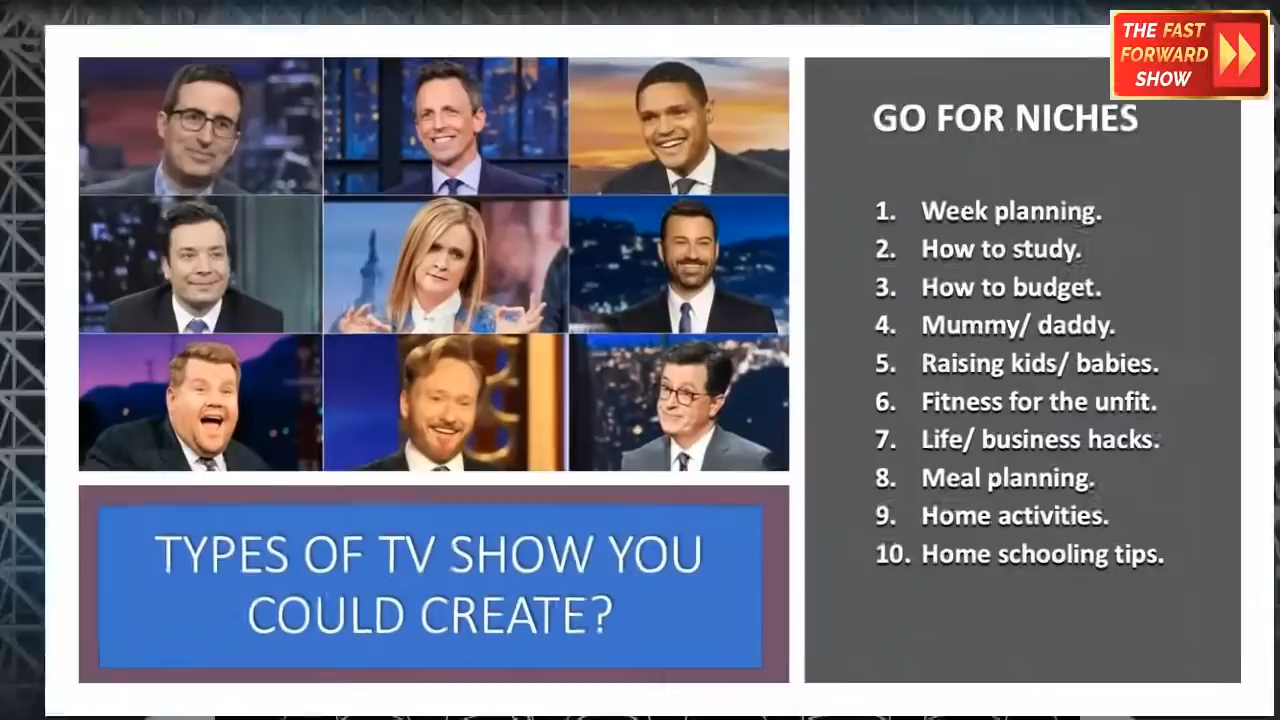 THE FAST
FORWARD
SHOW
GO FOR NICHES
1. Week planning.
2. How to study.
3. How to budget.
4. Mummy/ daddy.
5. Raising kids/ babies.
6. Fitness for the unfit.
7. Life/ business hacks.
8. Meal planning.
9. Home activities.
10. Home schooling tips.
TYPES OF TV SHOW YOU
COULD CREATE?